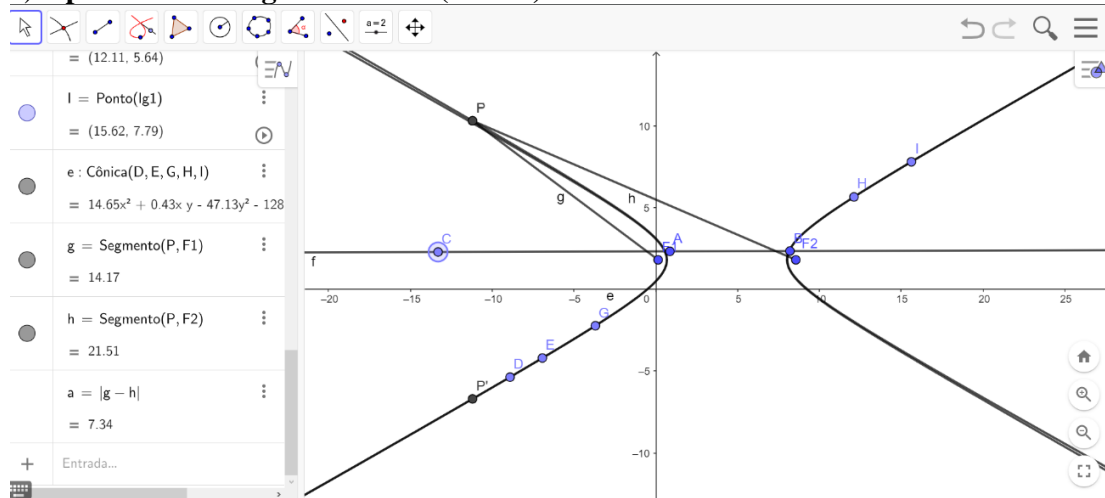 a=2
= (12.11, 5.64)
I = Ponto(lg1)
= (15.62, 7.79)
e : Cônica(D, E, G, H, I)
= 14.65x² + 0.43x y - 47.13y² - 128
g = Segmento(P, F1)
= 14.17
h = Segmento(P, F2)
= 21.51
a = |g − h|
= 7.34
Entrada...
P
10
I
H
g
h
5
C
A
F2
f
−20
−15
−10
−5
0
5
10
15
20
25
e
G
E
D
P'
−5
−10